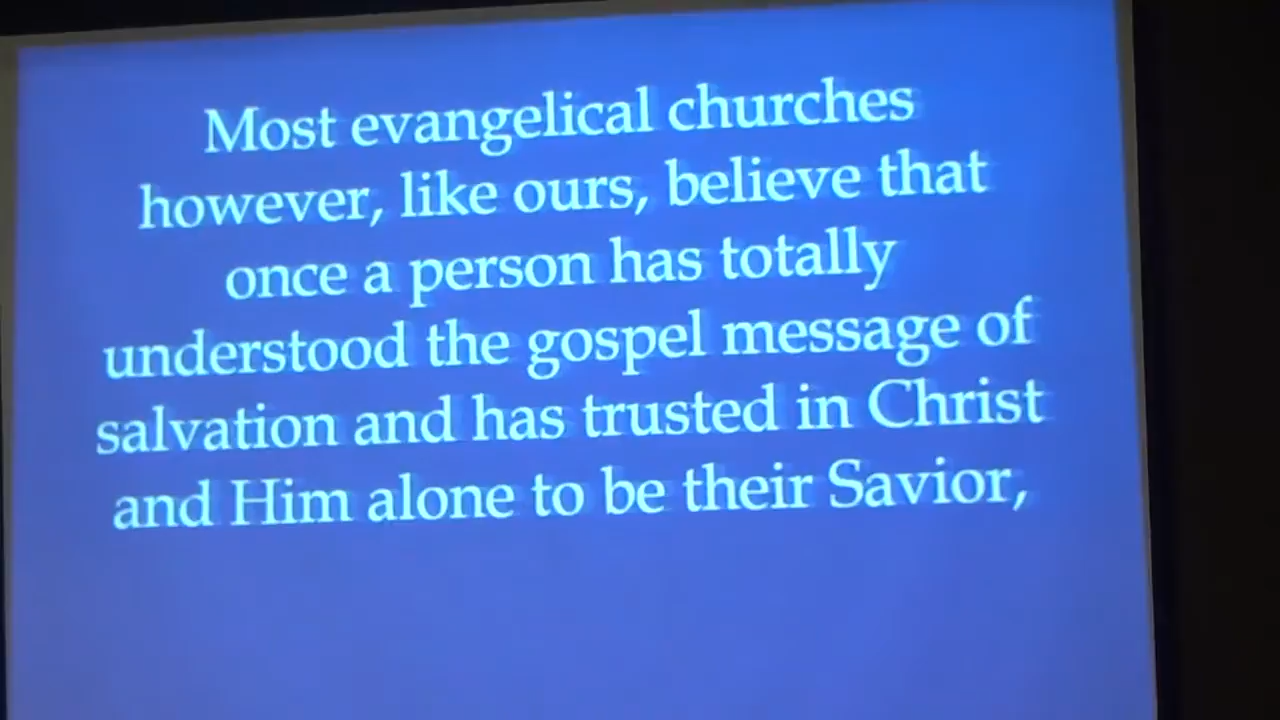 Most evangelical churches
however, like ours, believe that
once a person has totally
understood the gospel message of
salvation and has trusted in Christ
and Him alone to be their Savior,